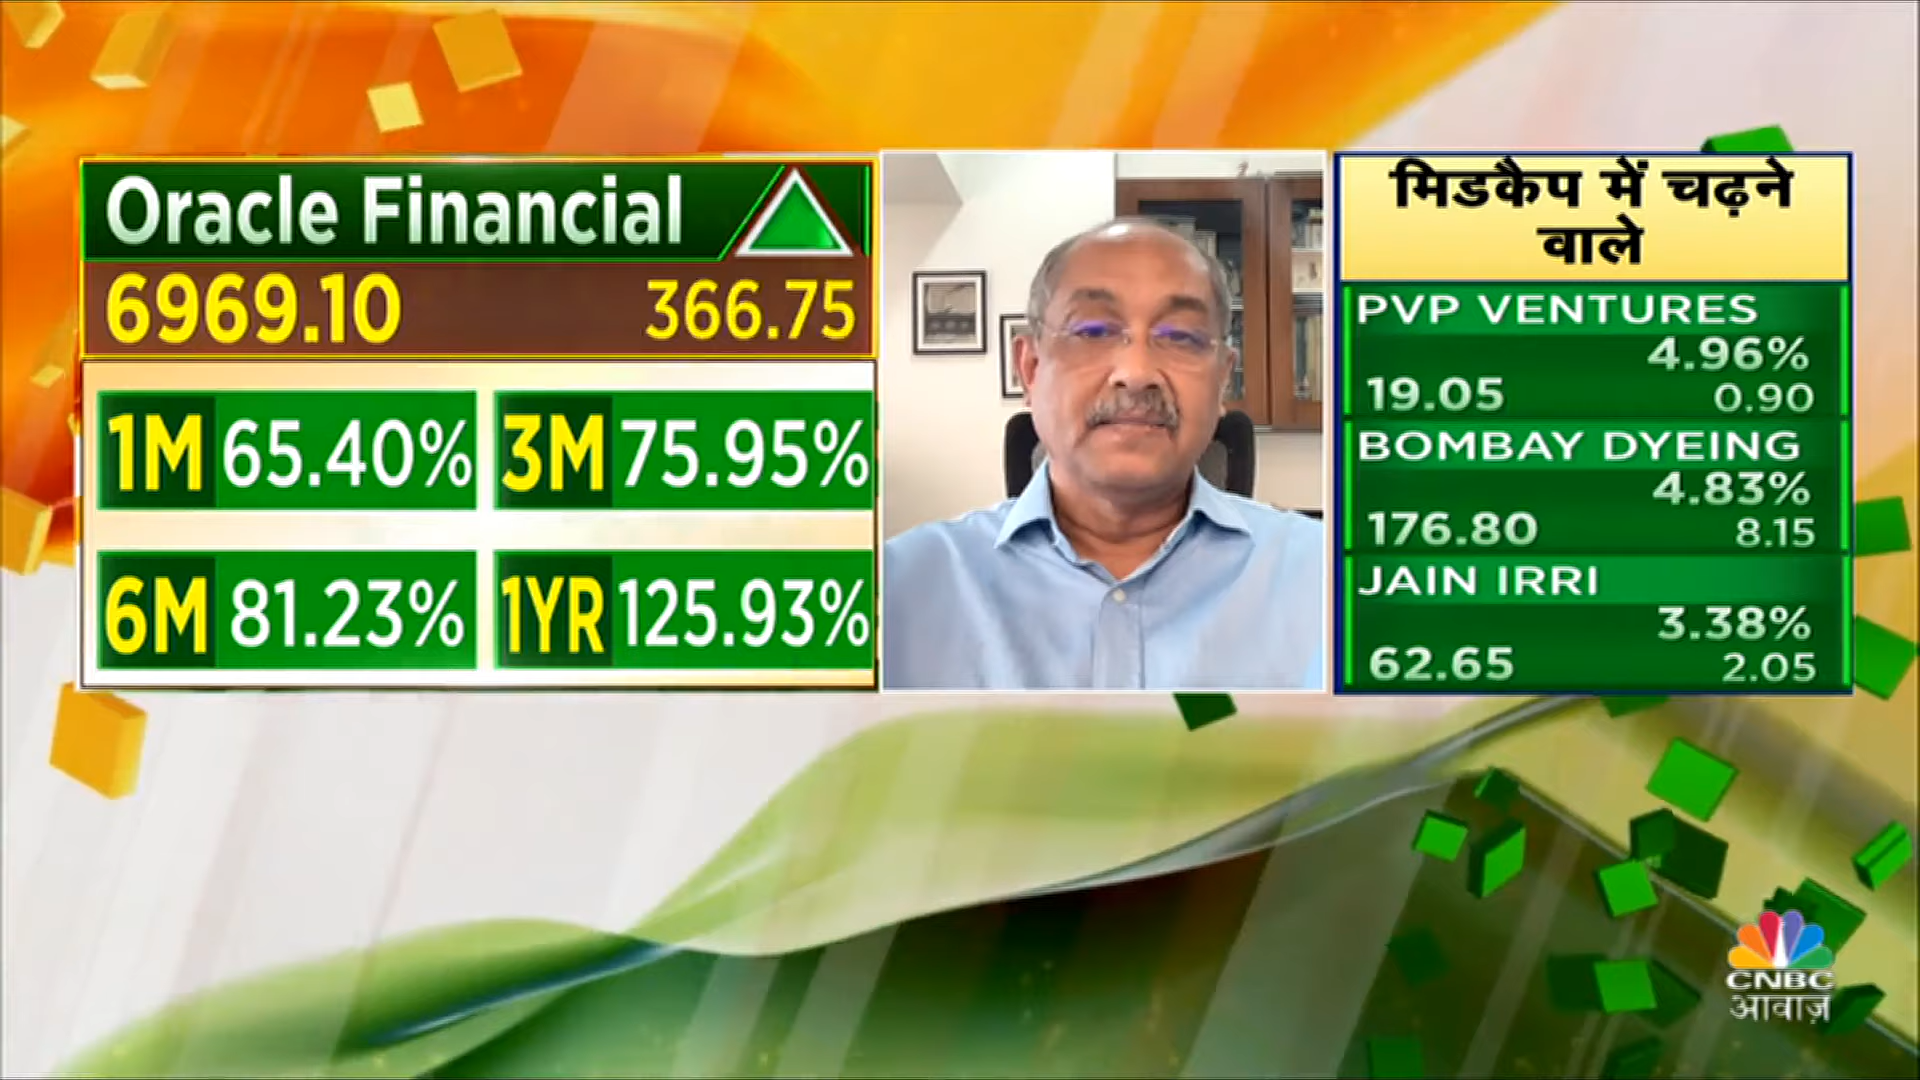 Oracle Financial
6969.10 366.75
1M 65.40% 3M 75.95%
6M 81.23% 1YR 125.93%
मिडकैप में चढ़ने
वाले
PVP VENTURES
4.96%
19.05 0.90
BOMBAY DYEING
4.83%
176.80 8.15
JAIN IRRI
3.38%
62.65 2.05
CNBC
आवाज़